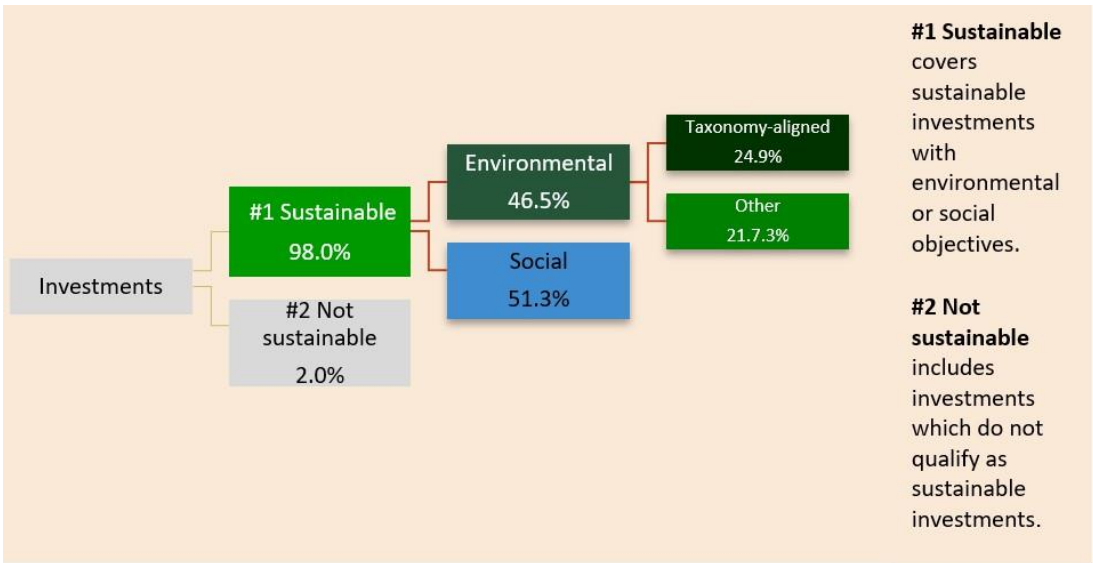 Investments
#1 Sustainable
98.0%
#2 Not
sustainable
2.0%
Environmental
46.5%
Social
51.3%
Taxonomy-aligned
24.9%
Other
21.7.3%
#1 Sustainable
covers
sustainable
investments
with
environmental
or social
objectives.
#2 Not
sustainable
includes
investments
which do not
qualify as
sustainable
investments.